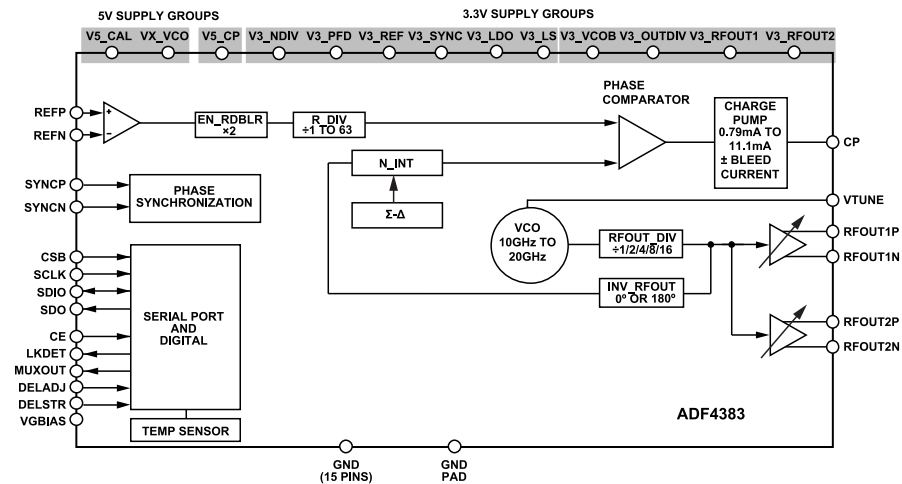 5V SUPPLY GROUPS
3.3V SUPPLY GROUPS
V5_CAL VX_VCO V5_CP V3_NDIV V3_PFD V3_REF V3_SYNC V3_LDO V3_LS V3_VCOB V3_OUTDIV V3_RFOUT1 V3_RFOUT2
REFP
REFN
+
−
EN_RDBLR
×2
R_DIV
÷1 TO 63
PHASE
COMPARATOR
CHARGE
PUMP
0.79mA TO
11.1mA
± BLEED
CURRENT
CP
N_INT
Σ-Δ
SYNCP
SYNCN
PHASE
SYNCHRONIZATION
VTUNE
VCO
10GHz TO
20GHz
RFOUT_DIV
÷1/2/4/8/16
INV_RFOUT
0º OR 180º
RFOUT1P
RFOUT1N
RFOUT2P
RFOUT2N
CSB
SCLK
SDIO
SDO
CE
LKDET
MUXOUT
DELADJ
DELSTR
VGBIAS
SERIAL PORT
AND
DIGITAL
TEMP SENSOR
ADF4383
GND
(15 PINS)
GND
PAD